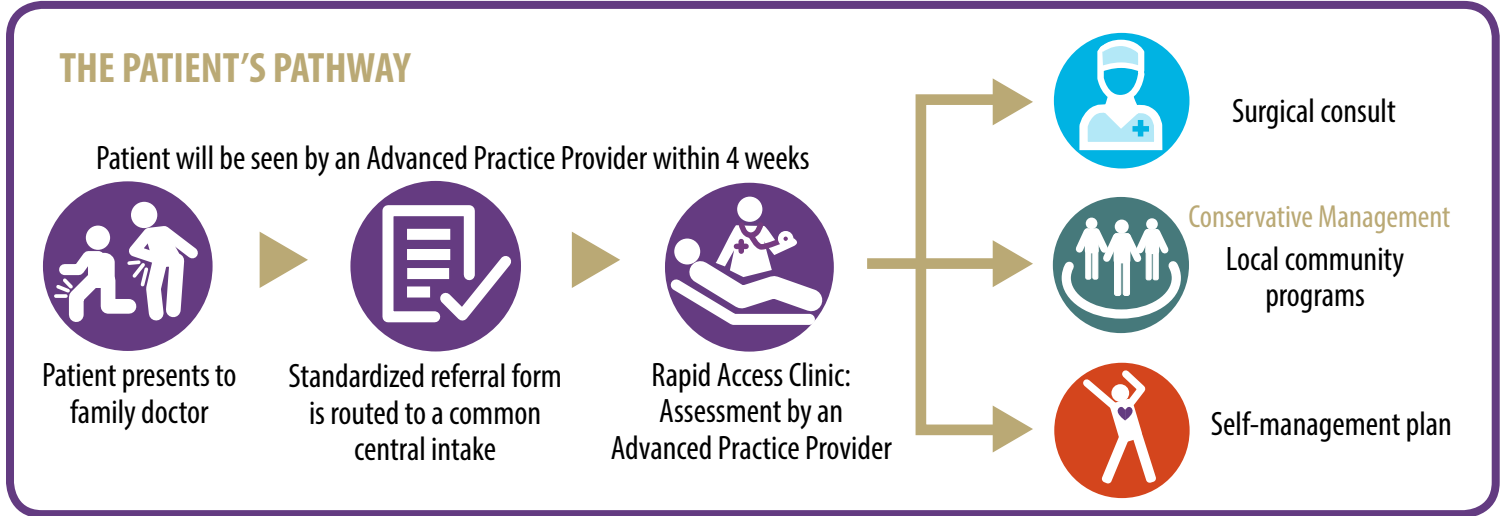 THE PATIENT’S PATHWAY
Patient will be seen by an Advanced Practice Provider within 4 weeks
Patient presents to
family doctor
Standardized referral form
is routed to a common
central intake
Rapid Access Clinic:
Assessment by an
Advanced Practice Provider
Surgical consult
Conservative Management
Local community
programs
Self-management plan